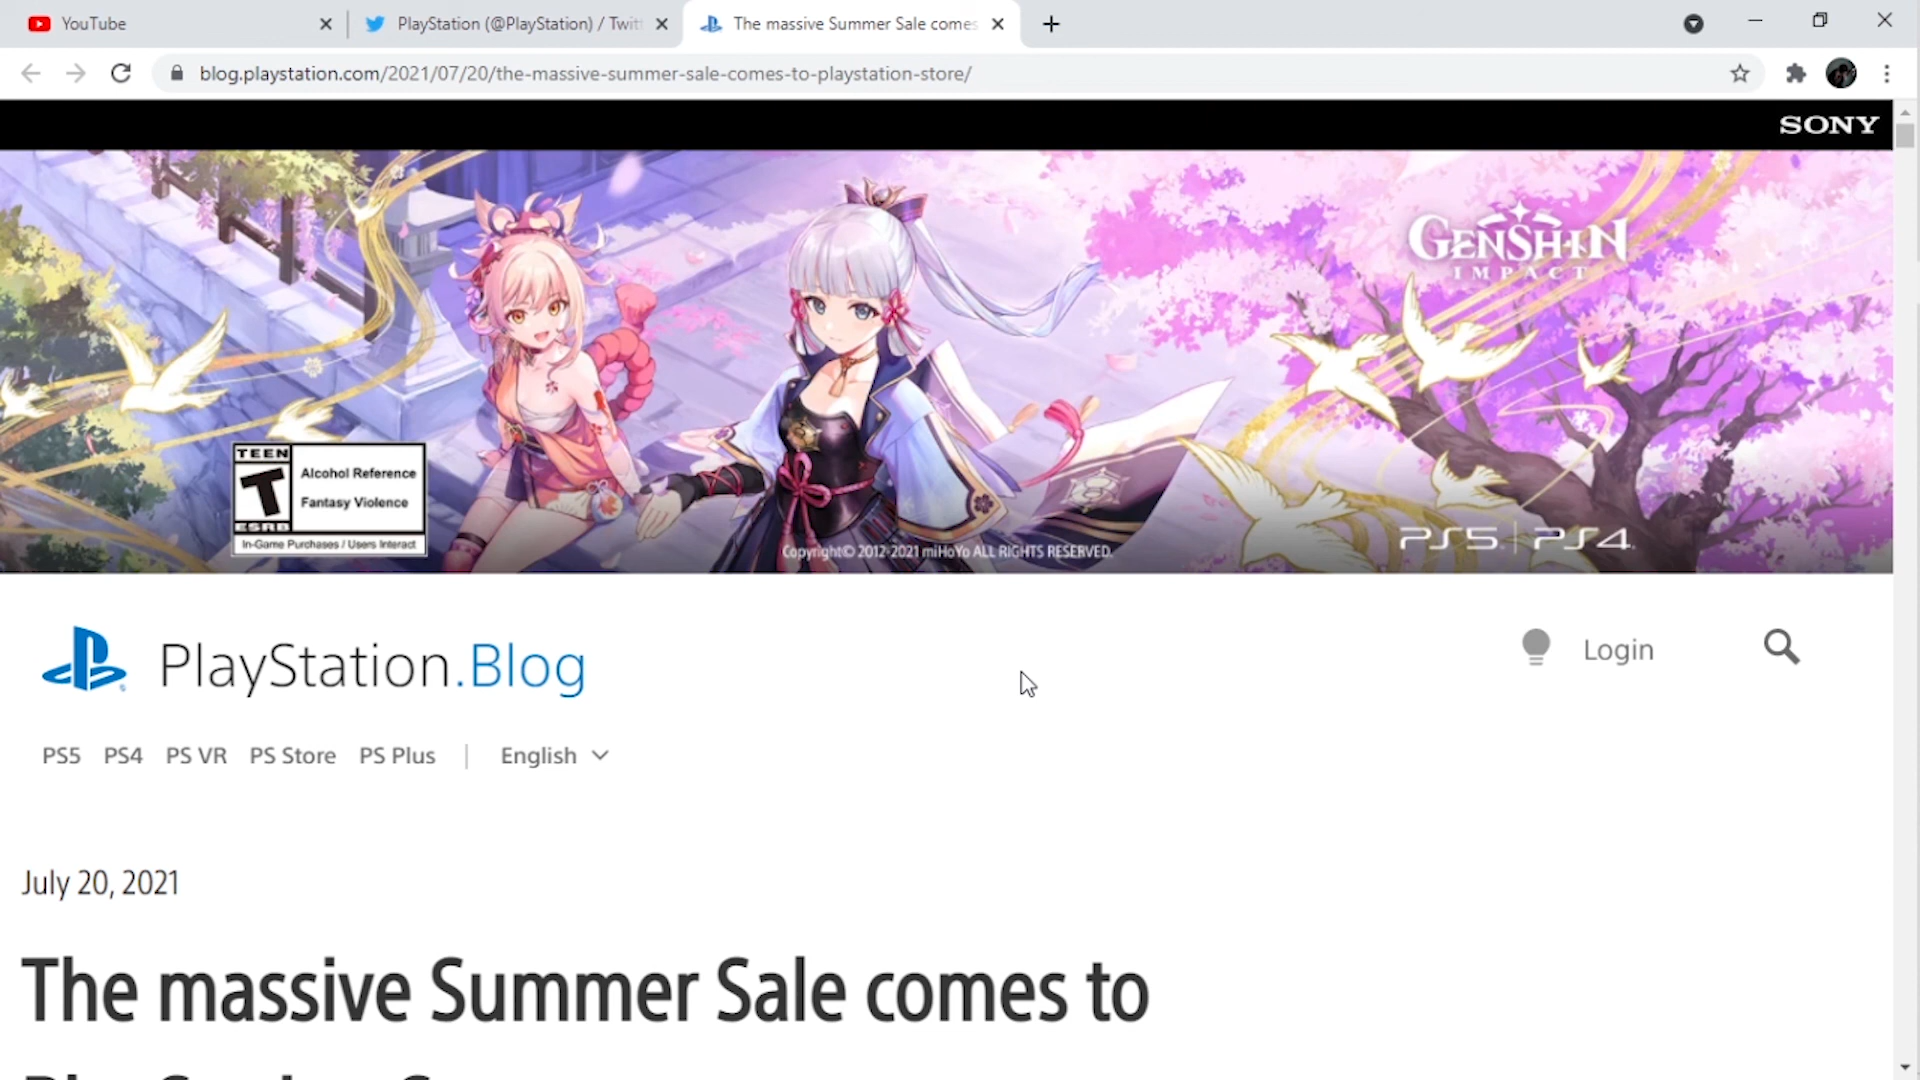 YouTube
PlayStation (@PlayStation) / Twit
The massive Summer Sale comes
blog.playstation.com/2021/07/20/the-massive-summer-sale-comes-to-playstation-store/
SONY
GENSHIN
IMPACT
TEEN
T
ESRB
Alcohol Reference
Fantasy Violence
In-Game Purchases / Users Interact
Copyright© 2012-2021 miHoYo ALL RIGHTS RESERVED.
PS5 | PS4
PlayStation.Blog
Login
PS5 PS4 PS VR PS Store PS Plus | English
July 20, 2021
The massive Summer Sale comes to